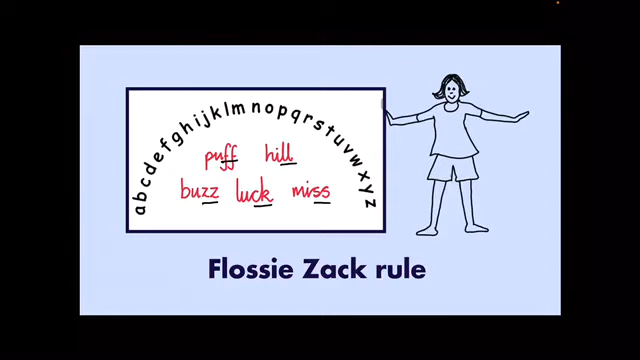 abcdefghijklmnopqrstuvwxyz
puff hill
buzz luck miss
Flossie Zack rule